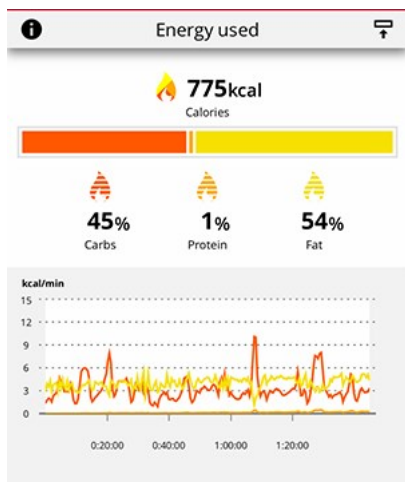 Energy used
775kcal
Calories
45% 1% 54%
Carbs Protein Fat
kcal/min
15
12
9
6
3
0
0:20:00 0:40:00 1:00:00 1:20:00